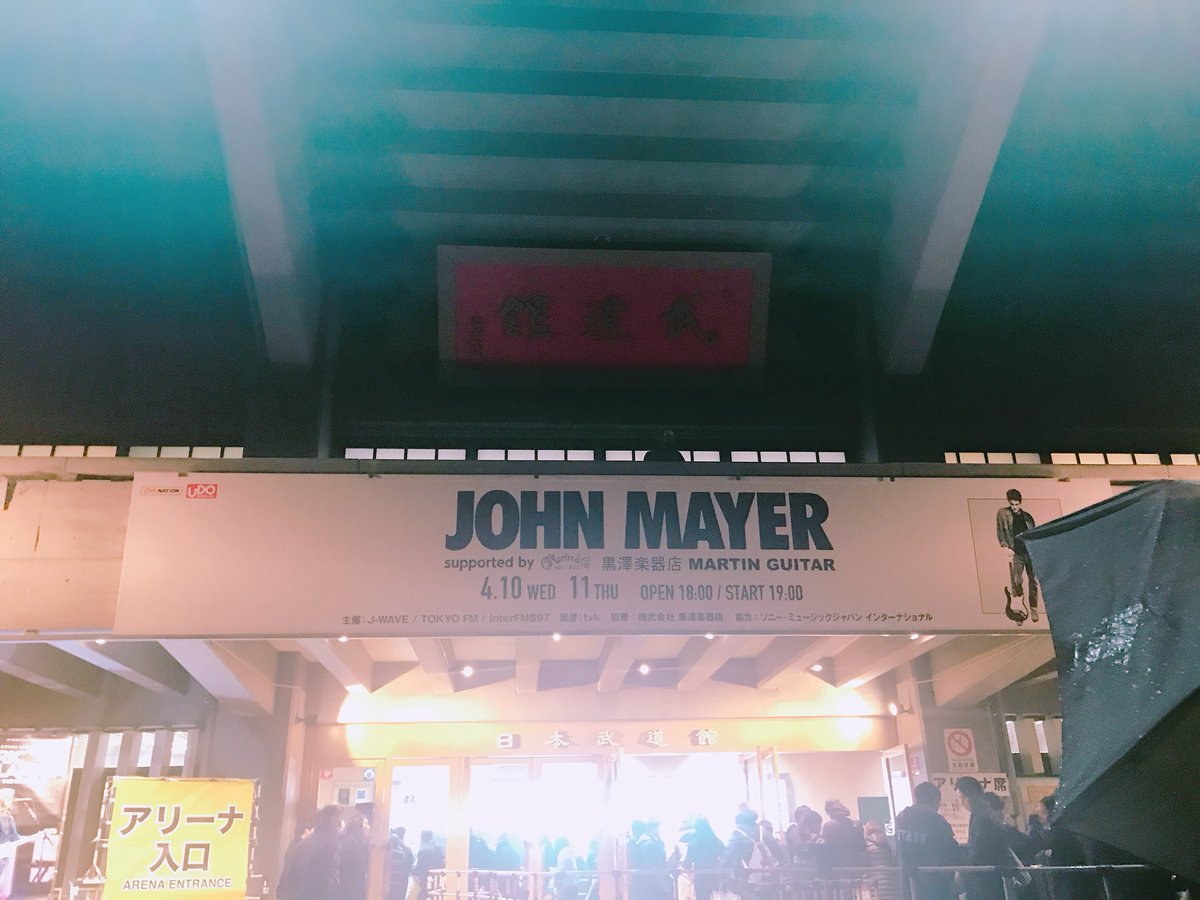 館道武
LIVE NATION UDO
JOHN MAYER
supported by Martin & Co 黒澤楽器店 MARTIN GUITAR
4.10 WED 11 THU OPEN 18:00 / START 19:00
主催：J-WAVE / TOKYO FM / InterFM897 後援：tvk 協賛：株式会社 黒澤楽器店 協力：ソニー・ミュージックジャパン インターナショナル
日本武道館
アリーナ
入口
ARENA ENTRANCE
アリーナ席
STAFF